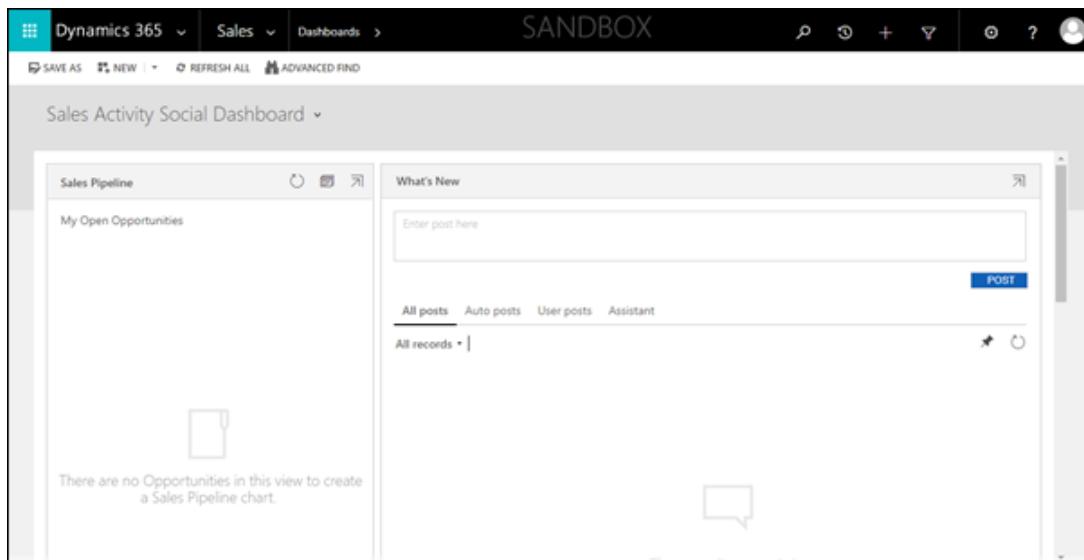 Dynamics 365 Sales Dashboards SANDBOX ?
SAVE AS NEW REFRESH ALL ADVANCED FIND
Sales Activity Social Dashboard
Sales Pipeline
My Open Opportunities
There are no Opportunities in this view to create
a Sales Pipeline chart.
What's New
Enter post here
POST
All posts Auto posts User posts Assistant
All records